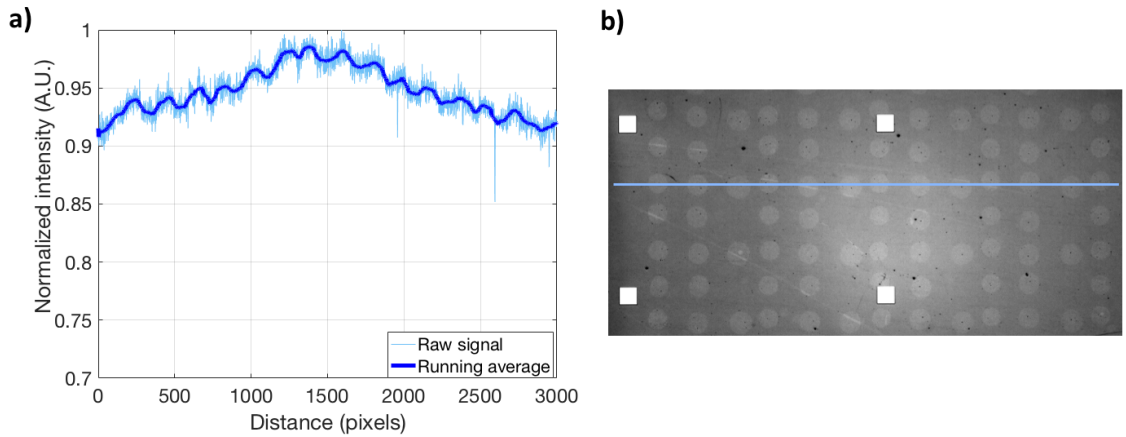 a)
b)
1
0.95
0.9
0.85
0.8
0.75
0.7
Normalized intensity (A.U.)
Raw signal
Running average
0 500 1000 1500 2000 2500 3000
Distance (pixels)